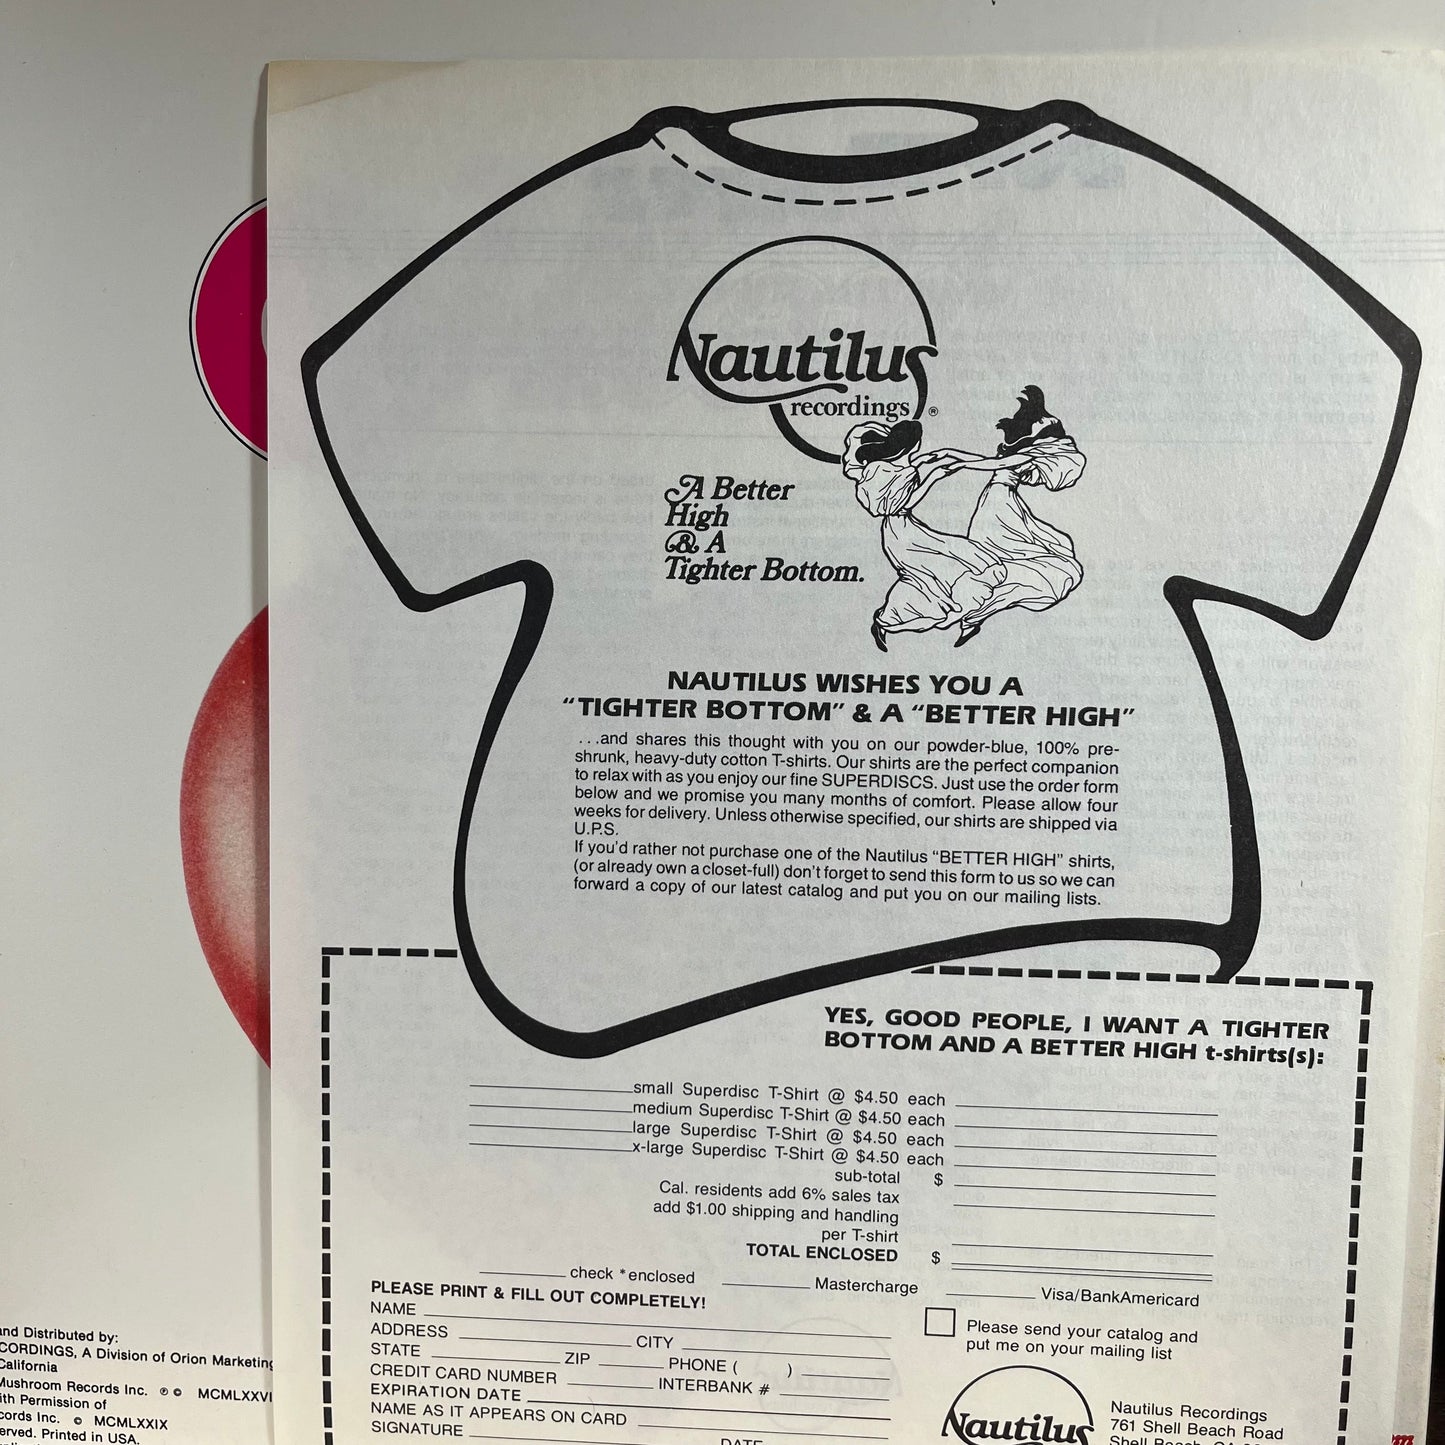 Nautilus
recordings ®
A Better
High
& A
Tighter Bottom.
NAUTILUS WISHES YOU A
“TIGHTER BOTTOM” & A “BETTER HIGH”
...and shares this thought with you on our powder-blue, 100% pre-
shrunk, heavy-duty cotton T-shirts. Our shirts are the perfect companion
to relax with as you enjoy our fine SUPERDISCS. Just use the order form
below and we promise you many months of comfort. Please allow four
weeks for delivery. Unless otherwise specified, our shirts are shipped via
U.P.S.
If you’d rather not purchase one of the Nautilus “BETTER HIGH” shirts,
(or already own a closet-full) don’t forget to send this form to us so we can
forward a copy of our latest catalog and put you on our mailing lists.
YES, GOOD PEOPLE, I WANT A TIGHTER
BOTTOM AND A BETTER HIGH t-shirts(s):
small Superdisc T-Shirt @ $4.50 each
medium Superdisc T-Shirt @ $4.50 each
large Superdisc T-Shirt @ $4.50 each
x-large Superdisc T-Shirt @ $4.50 each
sub-total $
Cal. residents add 6% sales tax
add $1.00 shipping and handling
per T-shirt
TOTAL ENCLOSED $
check *enclosed Mastercharge Visa/BankAmericard
PLEASE PRINT & FILL OUT COMPLETELY!
NAME
ADDRESS CITY
STATE ZIP PHONE ( )
CREDIT CARD NUMBER INTERBANK #
EXPIRATION DATE
NAME AS IT APPEARS ON CARD
SIGNATURE DATE
Please send your catalog and
put me on your mailing list
Nautilus
Nautilus Recordings
761 Shell Beach Road
Shell Beach, CA
and Distributed by:
CORDINGS, A Division of Orion Marketing
California
Mushroom Records Inc. ℗ © MCMLXXVI
ith Permission of
cords Inc. © MCMLXXIX
erved. Printed in USA.